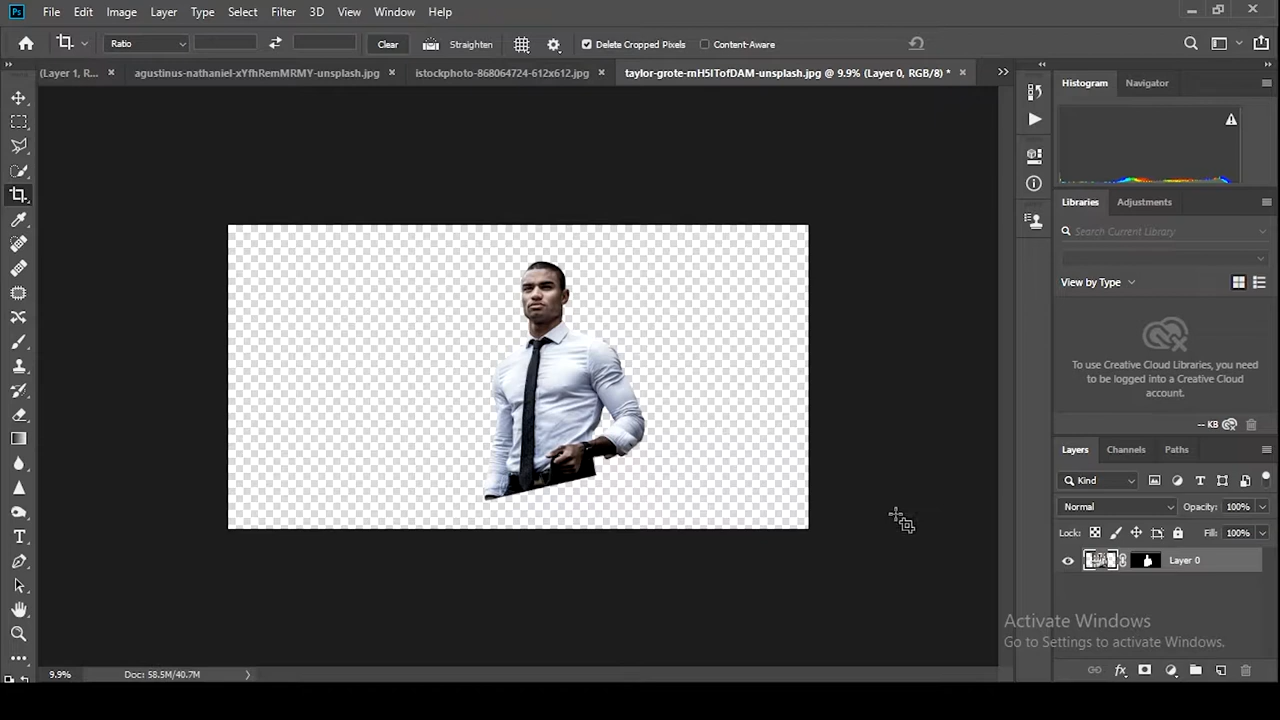 Ps File Edit Image Layer Type Select Filter 3D View Window Help
Ratio Clear Straighten Delete Cropped Pixels Content-Aware
(Layer 1, R... × agustinus-nathaniel-xYfhRemMRMY-unsplash.jpg × istockphoto-868064724-612x612.jpg × taylor-grote-mH5ITofDAM-unsplash.jpg @ 9.9% (Layer 0, RGB/8) * ×
Histogram Navigator
Libraries Adjustments
Search Current Library
View by Type
To use Creative Cloud Libraries, you need
to be logged into a Creative Cloud
account.
-- KB
Layers Channels Paths
Kind
Normal Opacity: 100%
Lock: Fill: 100%
Layer 0
Activate Windows
Go to Settings to activate Windows.
fx
9.9% Doc: 58.5M/40.7M